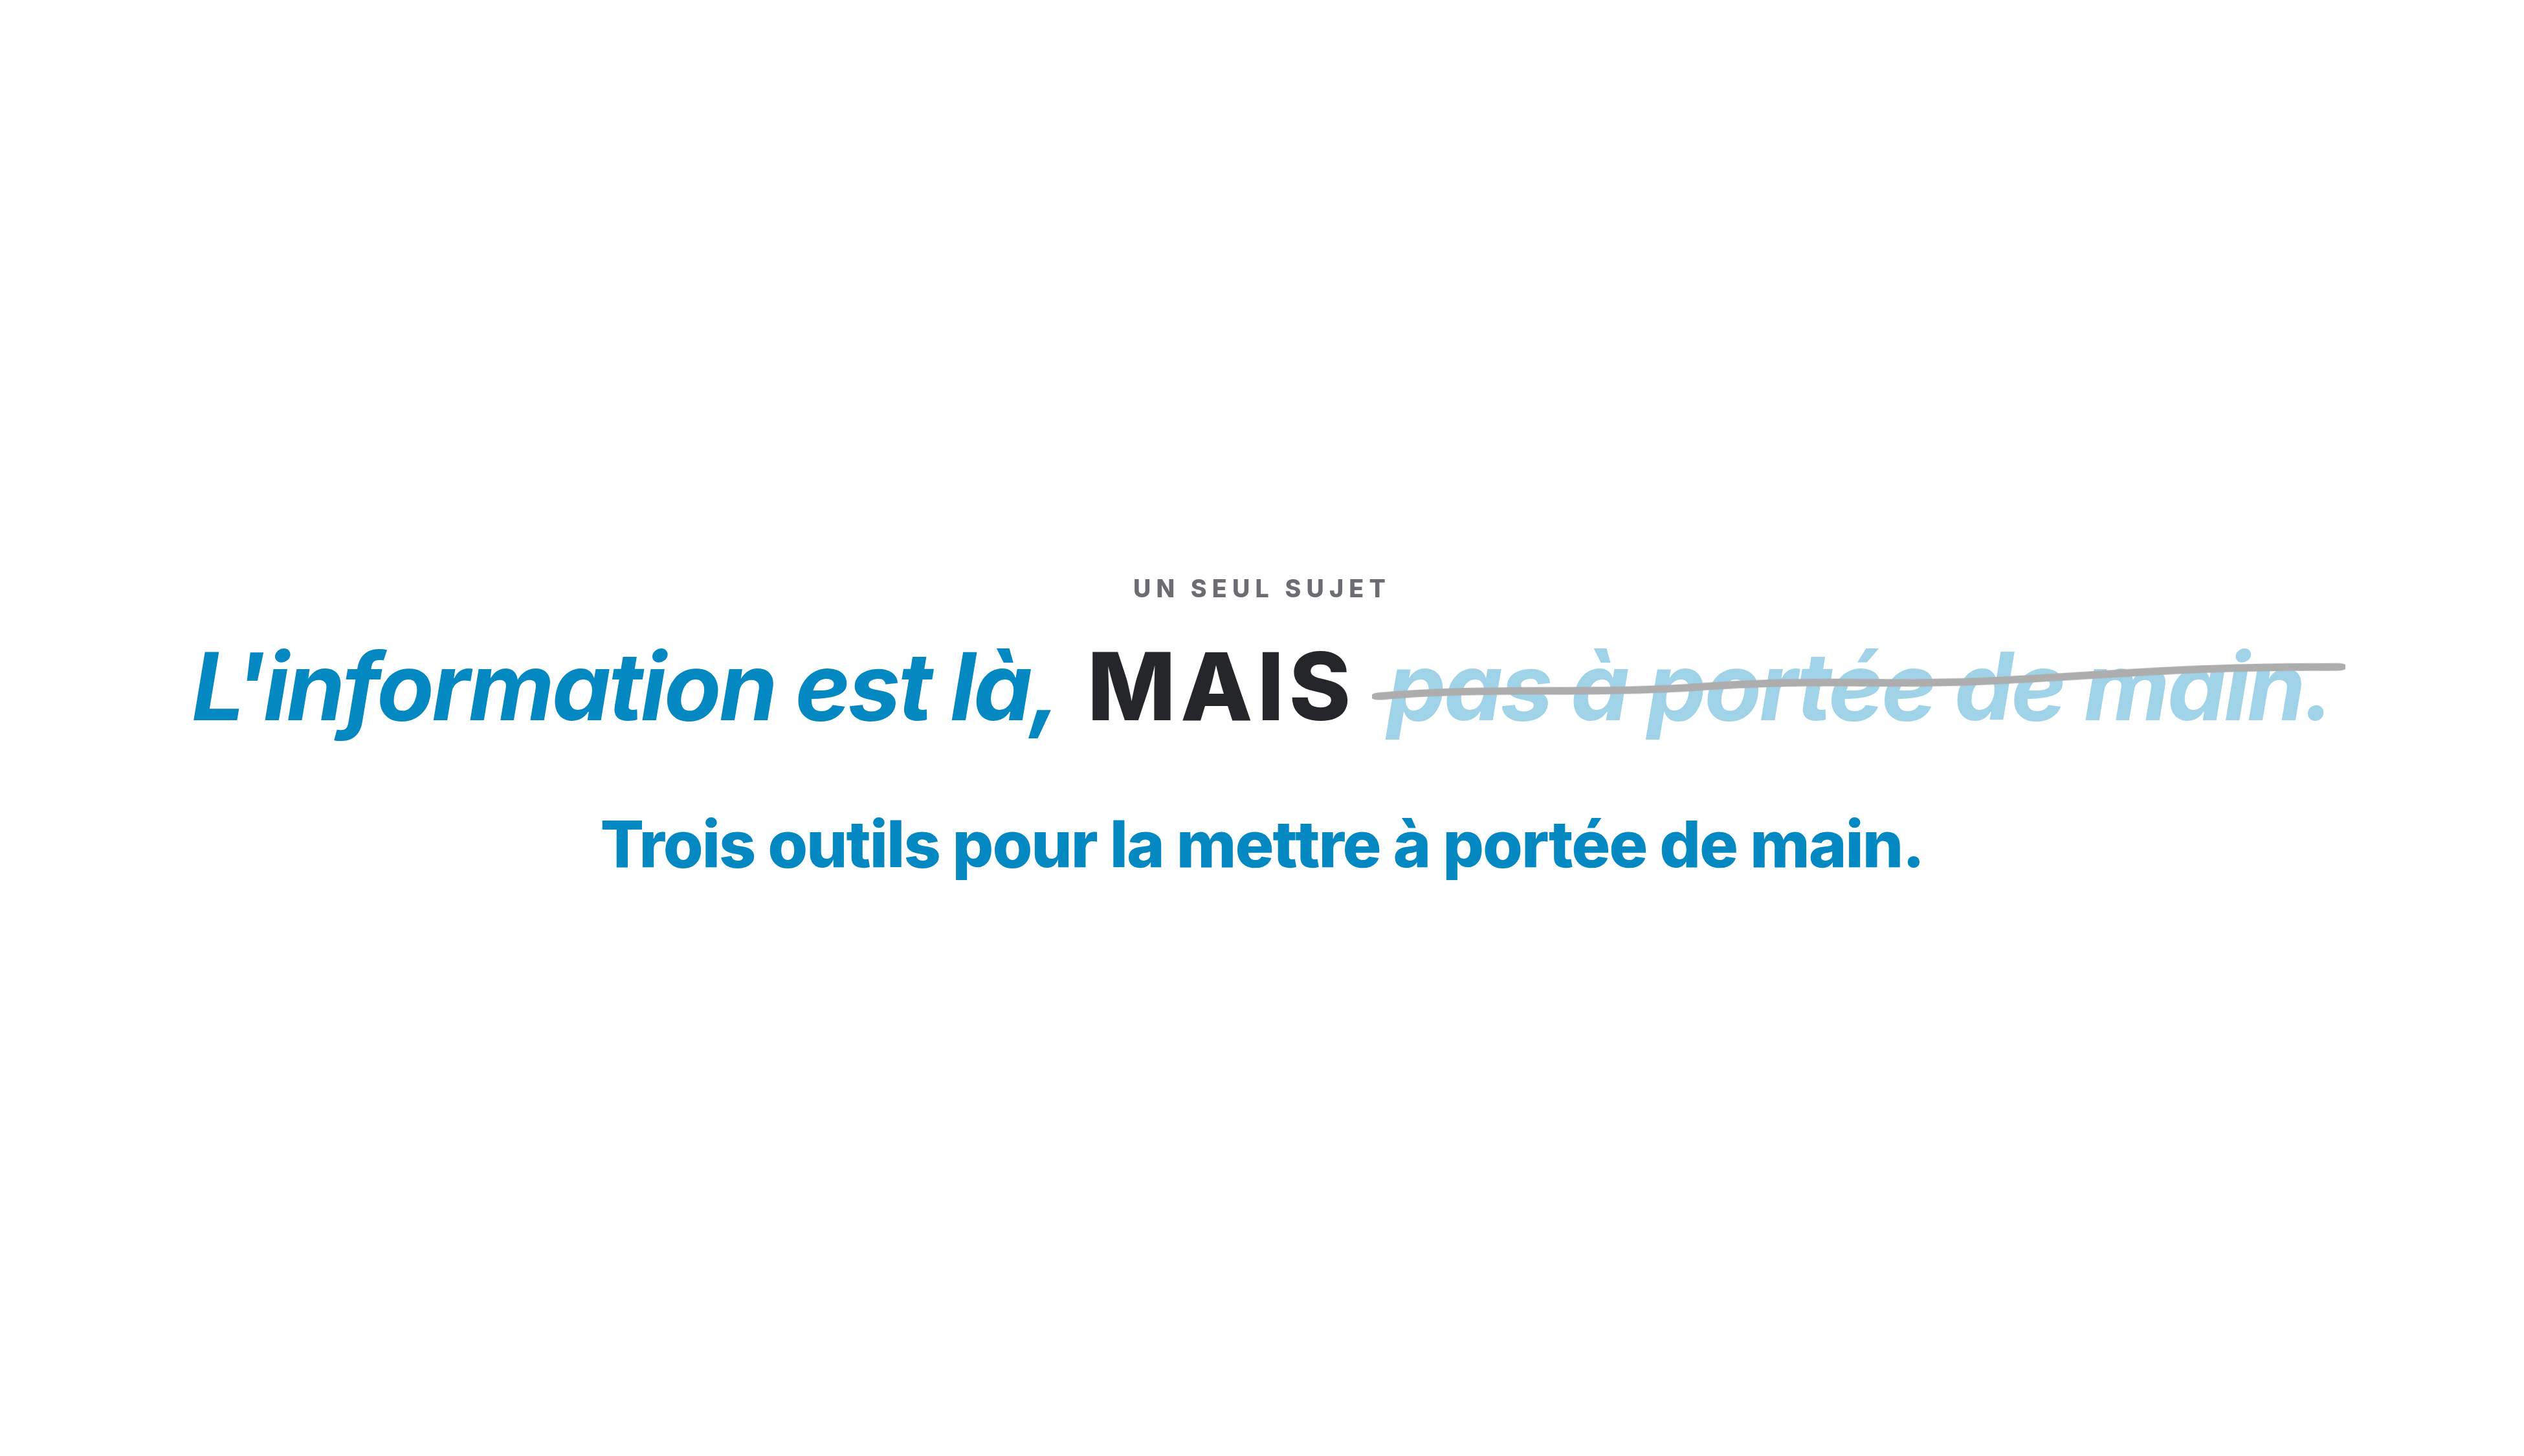 UN SEUL SUJET
L'information est là, MAIS pas à portée de main.
Trois outils pour la mettre à portée de main.